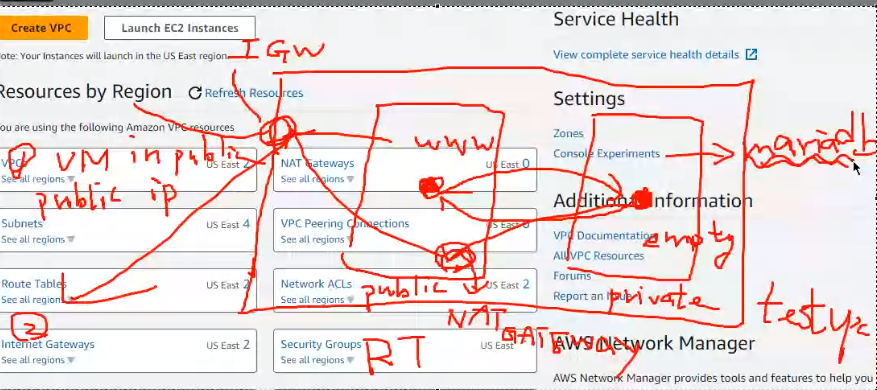 Create VPC
Launch EC2 Instances
Note: Your Instances will launch in the US East region.
IGW
Resources by Region
Refresh Resources
You are using the following Amazon VPC resources
VPCs
US East 2
See all regions
NAT Gateways
US East 0
See all regions
Subnets
US East 4
See all regions
VPC Peering Connections
US East 0
See all regions
Route Tables
US East 2
See all regions
Network ACLs
US East 2
See all regions
Internet Gateways
US East 2
See all regions
Security Groups
US East
See all regions
VM in public
public ip
2
www
public
NAT
GATEway
RT
Service Health
View complete service health details
Settings
Zones
Console Experiments
mariadb
Additional Information
VPC Documentation
All VPC Resources
Forums
Report an Issue
empty
private
AWS Network Manager
AWS Network Manager provides tools and features to help you